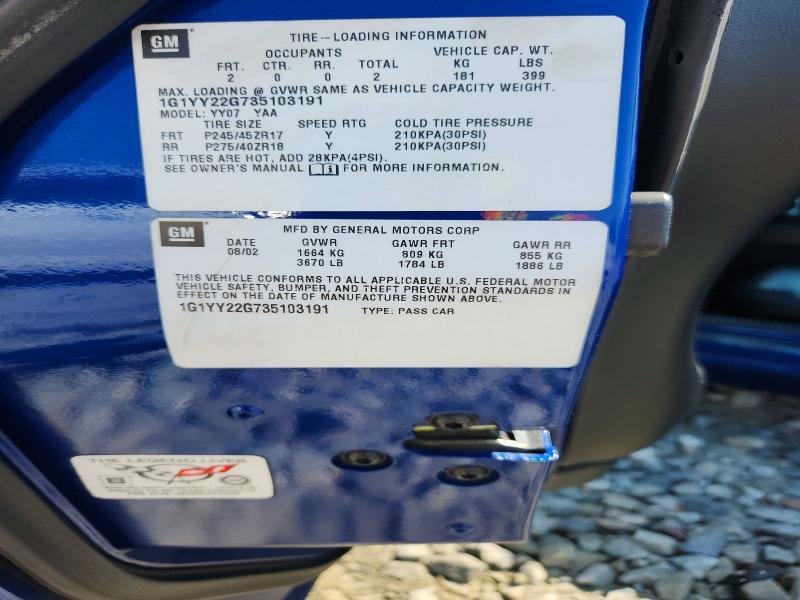 GM
TIRE -- LOADING INFORMATION
OCCUPANTS VEHICLE CAP. WT.
FRT. CTR. RR. TOTAL KG LBS
2 0 0 2 181 399
MAX. LOADING @ GVWR SAME AS VEHICLE CAPACITY WEIGHT.
1G1YY22G735103191
MODEL: YY07 YAA
TIRE SIZE SPEED RTG COLD TIRE PRESSURE
FRT P245/45ZR17 Y 210KPA(30PSI)
RR P275/40ZR18 Y 210KPA(30PSI)
IF TIRES ARE HOT, ADD 28KPA(4PSI).
SEE OWNER'S MANUAL i FOR MORE INFORMATION.
GM
MFD BY GENERAL MOTORS CORP
DATE GVWR GAWR FRT GAWR RR
08/02 1664 KG 809 KG 855 KG
3670 LB 1784 LB 1886 LB
THIS VEHICLE CONFORMS TO ALL APPLICABLE U.S. FEDERAL MOTOR
VEHICLE SAFETY, BUMPER, AND THEFT PREVENTION STANDARDS IN
EFFECT ON THE DATE OF MANUFACTURE SHOWN ABOVE.
1G1YY22G735103191 TYPE: PASS CAR
THE LEGEND LIVES